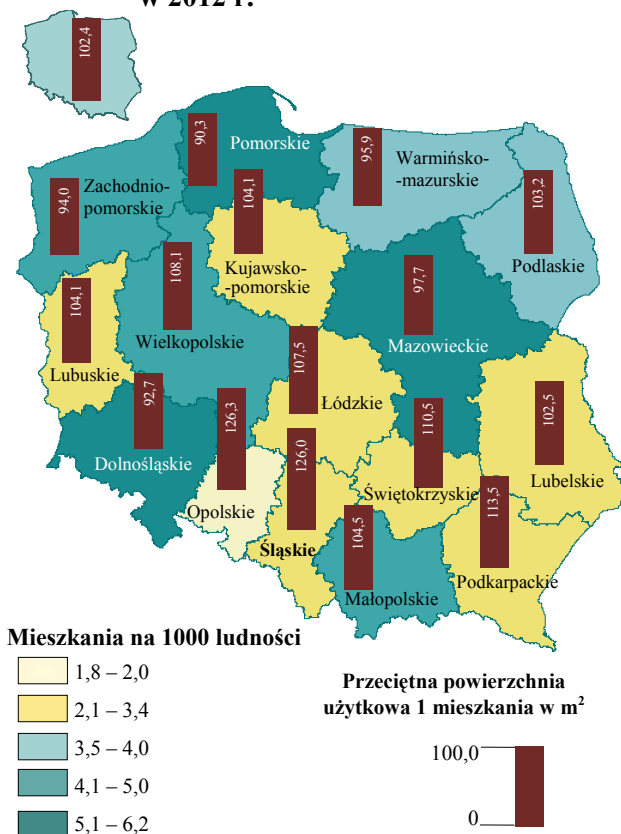 w 2012 r.
102,4
90,3
Pomorskie
95,9
Warmińsko-
-mazurskie
103,2
Podlaskie
94,0
Zachodnio-
pomorskie
104,1
Kujawsko-
-pomorskie
108,1
Wielkopolskie
97,7
Mazowieckie
104,1
Lubuskie
107,5
Łódzkie
92,7
Dolnośląskie
126,3
Opolskie
126,0
Śląskie
110,5
Świętokrzyskie
102,5
Lubelskie
104,5
Małopolskie
113,5
Podkarpackie
Mieszkania na 1000 ludności
1,8 – 2,0
2,1 – 3,4
3,5 – 4,0
4,1 – 5,0
5,1 – 6,2
Przeciętna powierzchnia
użytkowa 1 mieszkania w m²
100,0
0